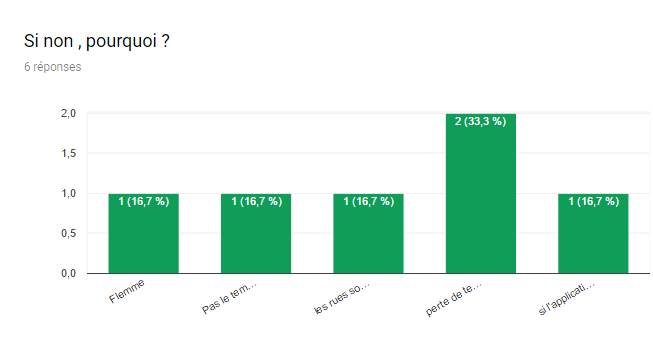 Si non , pourquoi ?
6 réponses
2,0
1,5
1,0
0,5
0,0
1 (16,7 %)
1 (16,7 %)
1 (16,7 %)
2 (33,3 %)
1 (16,7 %)
Flemme
Pas le tem…
les rues so…
perte de te…
si l'applicati…